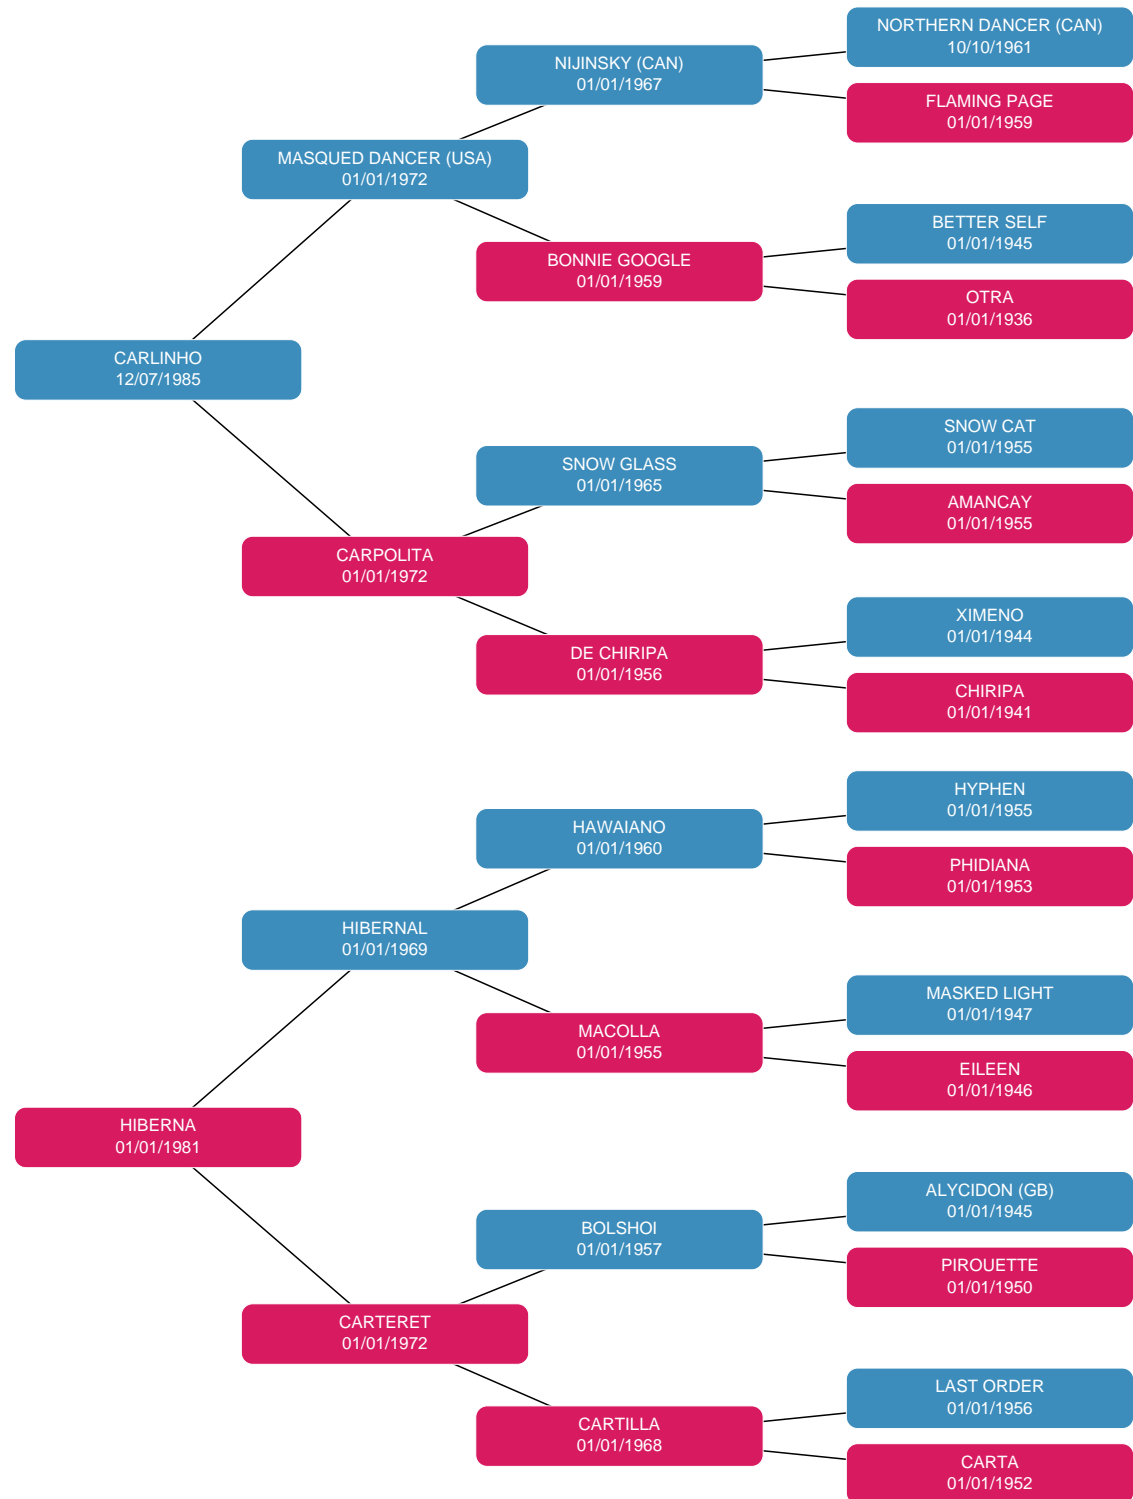 NORTHERN DANCER (CAN)
10/10/1961
NIJINSKY (CAN)
01/01/1967
FLAMING PAGE
01/01/1959
MASQUED DANCER (USA)
01/01/1972
BETTER SELF
01/01/1945
BONNIE GOOGLE
01/01/1959
OTRA
01/01/1936
CARLINHO
12/07/1985
SNOW CAT
01/01/1955
SNOW GLASS
01/01/1965
AMANCAY
01/01/1955
CARPOLITA
01/01/1972
XIMENO
01/01/1944
DE CHIRIPA
01/01/1956
CHIRIPA
01/01/1941
HYPHEN
01/01/1955
HAWAIANO
01/01/1960
PHIDIANA
01/01/1953
HIBERNAL
01/01/1969
MASKED LIGHT
01/01/1947
MACOLLA
01/01/1955
EILEEN
01/01/1946
HIBERNA
01/01/1981
ALYCIDON (GB)
01/01/1945
BOLSHOI
01/01/1957
PIROUETTE
01/01/1950
CARTERET
01/01/1972
LAST ORDER
01/01/1956
CARTILLA
01/01/1968
CARTA
01/01/1952